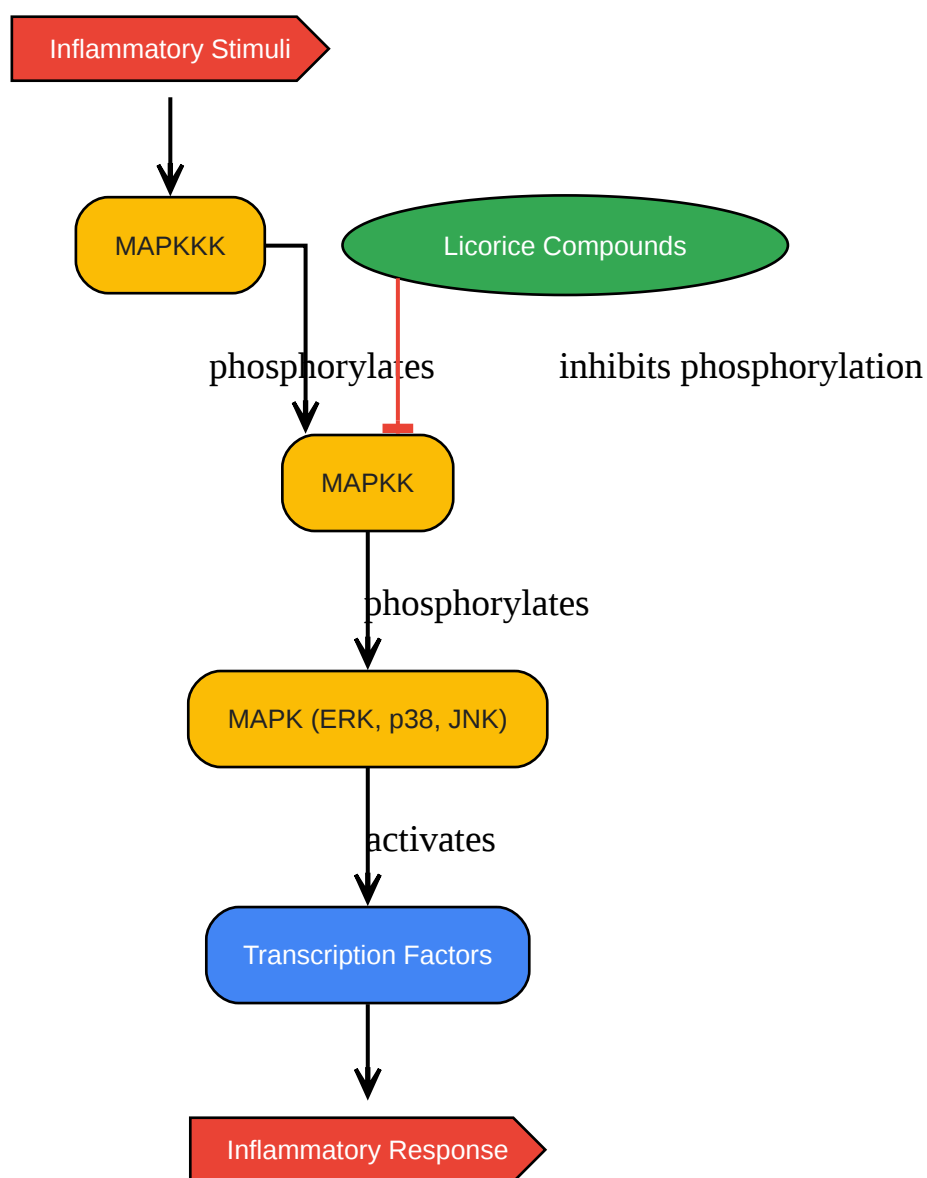 Inflammatory Stimuli
MAPKKK
Licorice Compounds
phosphorylates
inhibits phosphorylation
MAPKK
phosphorylates
MAPK (ERK, p38, JNK)
activates
Transcription Factors
Inflammatory Response